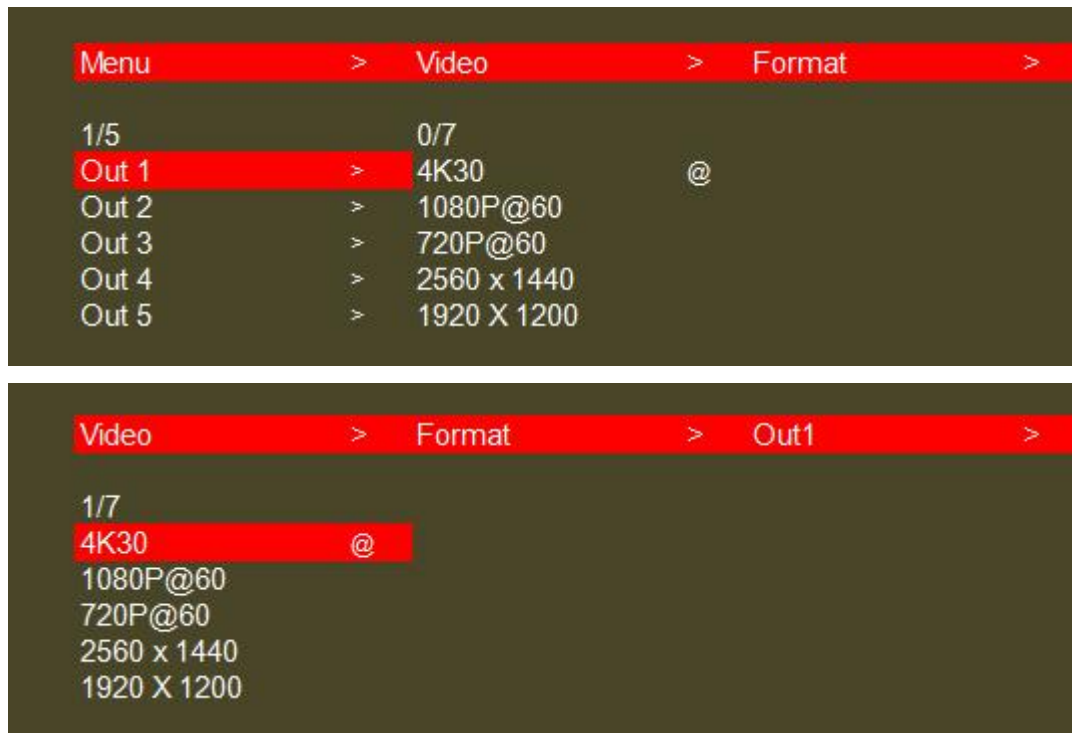 Menu > Video > Format >
1/5 0/7
Out 1 > 4K30 @
Out 2 > 1080P@60
Out 3 > 720P@60
Out 4 > 2560 x 1440
Out 5 > 1920 X 1200
Video > Format > Out1 >
1/7
4K30 @
1080P@60
720P@60
2560 x 1440
1920 X 1200